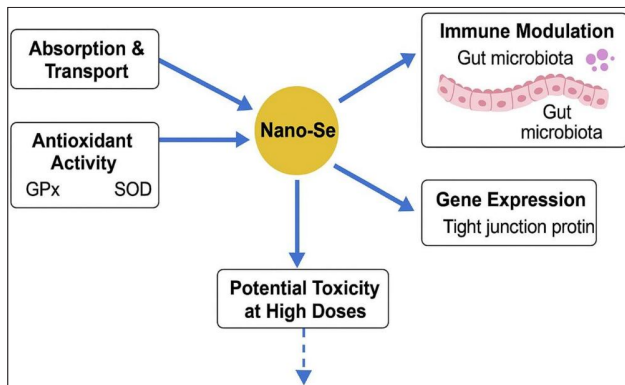 Absorption &
Transport
Antioxidant
Activity
GPx SOD
Nano-Se
Immune Modulation
Gut microbiota
Gut
microbiota
Gene Expression
Tight junction protin
Potential Toxicity
at High Doses